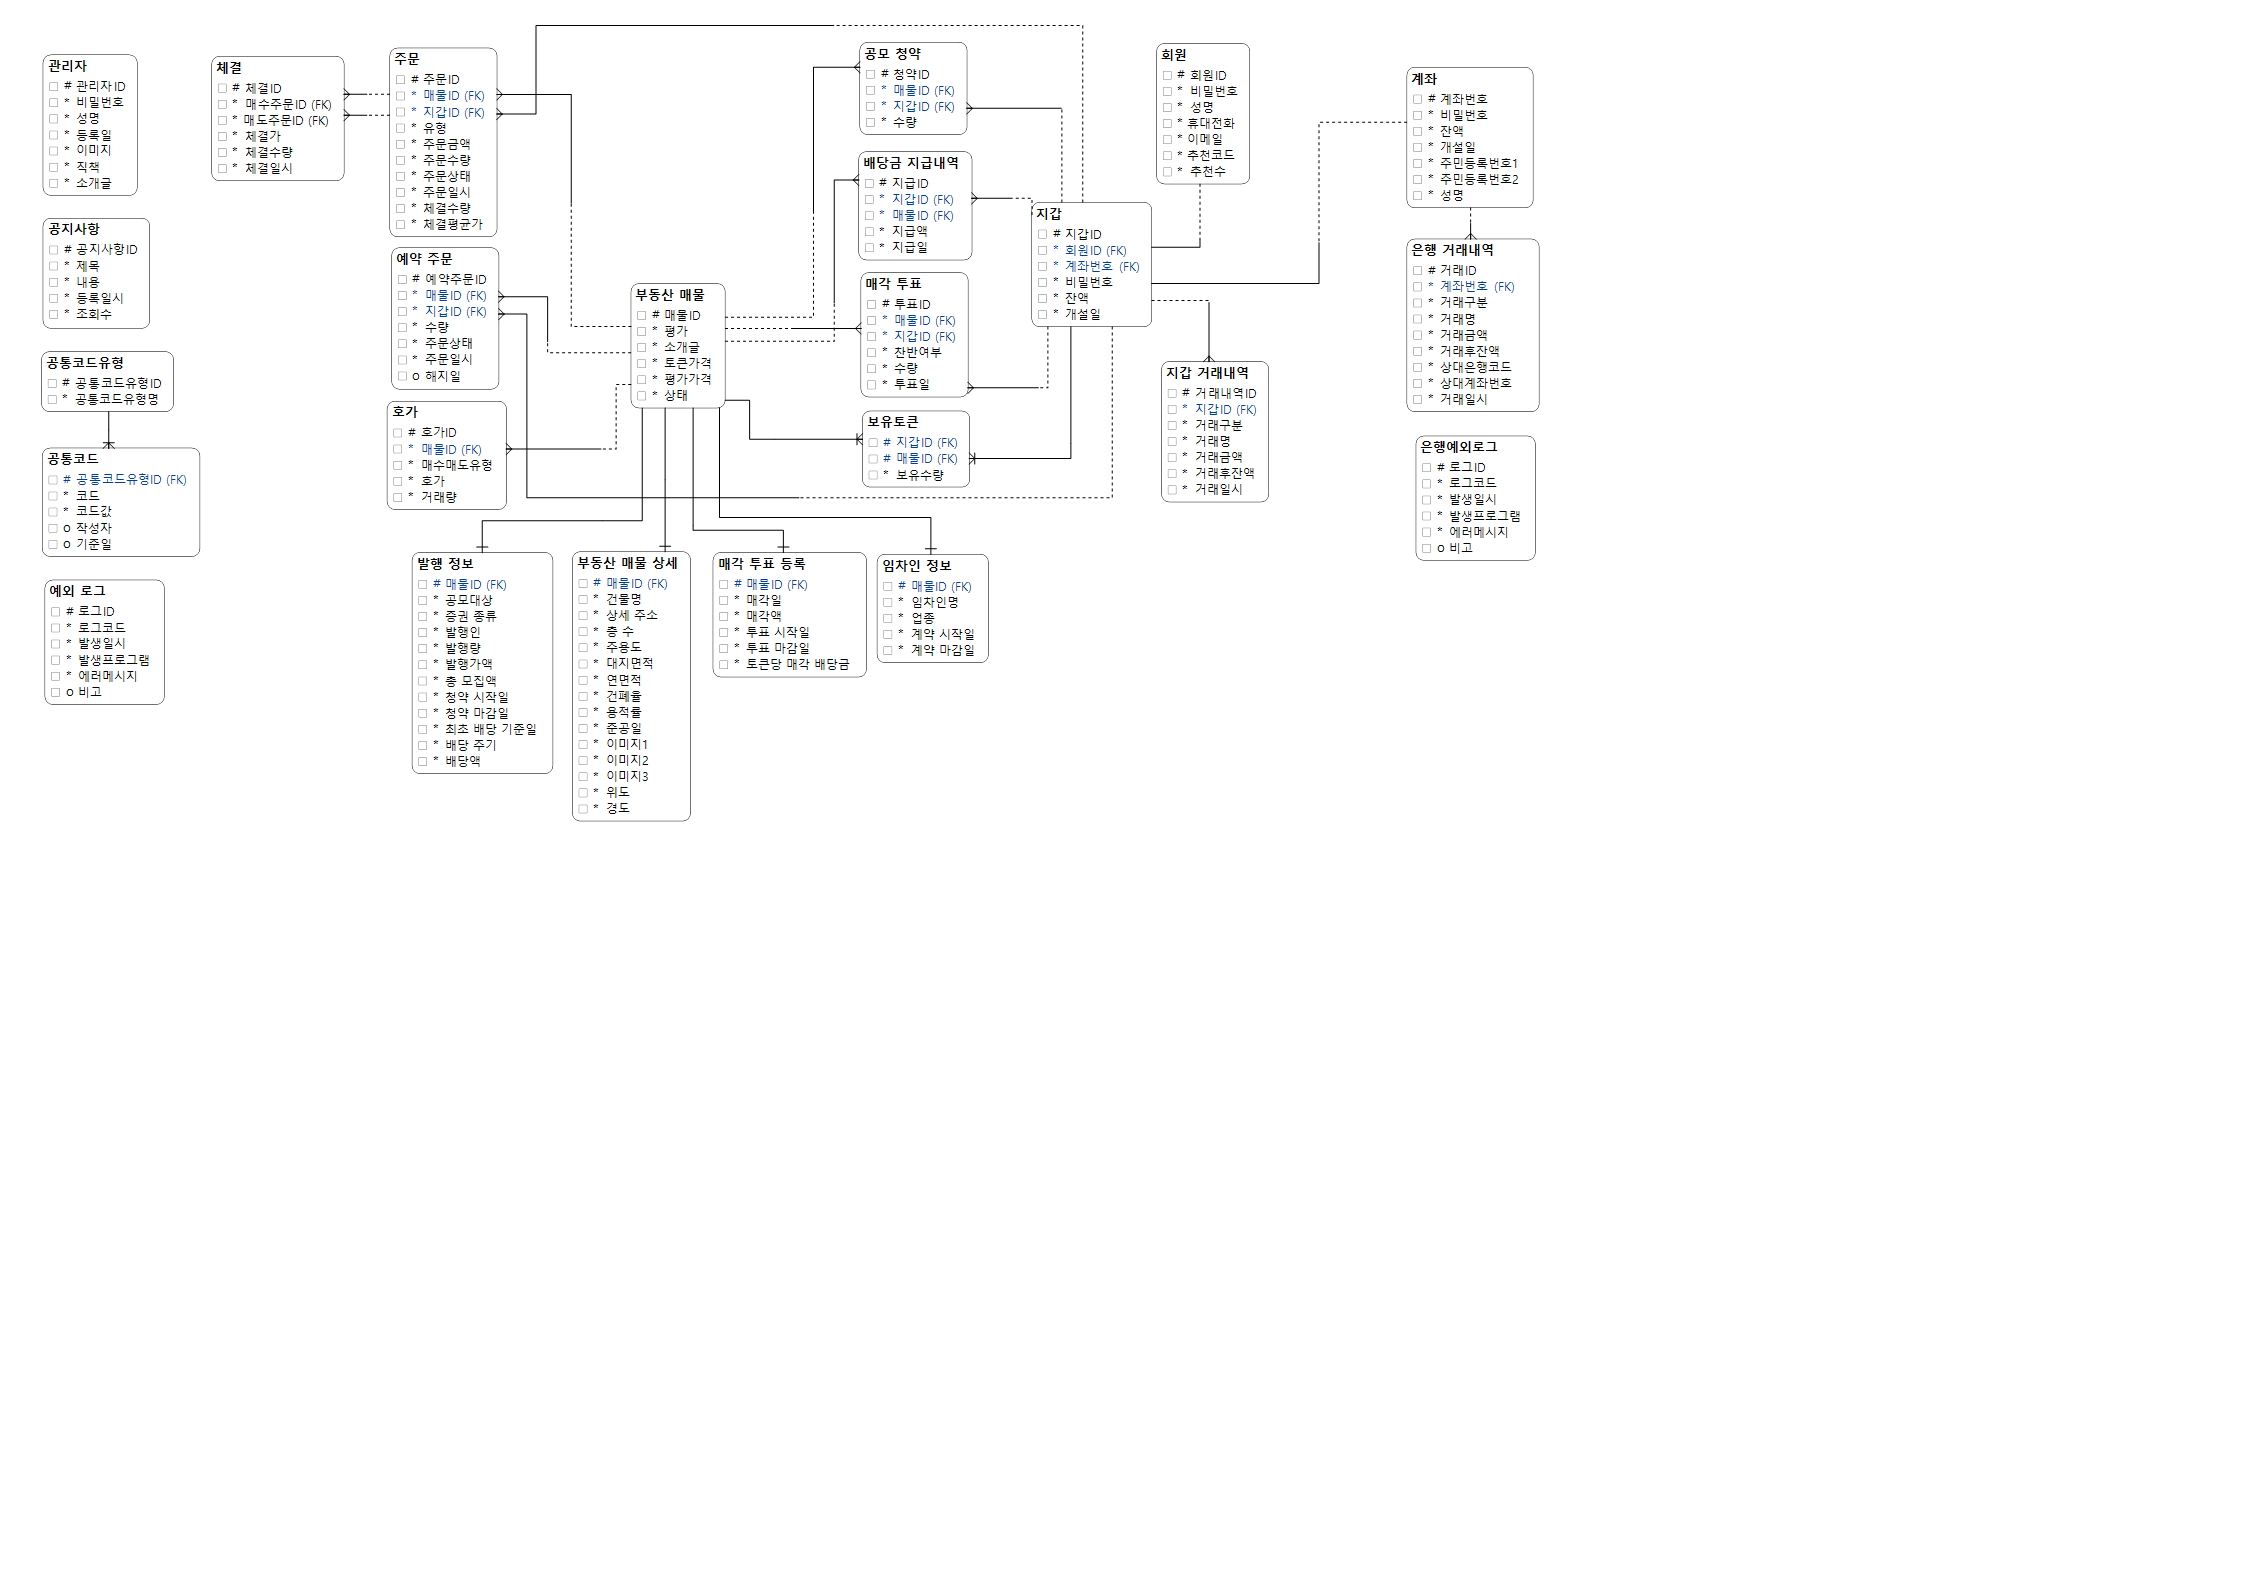 관리자
# 관리자ID
* 비밀번호
* 성명
* 등록일
* 이미지
* 직책
* 소개글
공지사항
# 공지사항ID
* 제목
* 내용
* 등록일시
* 조회수
공통코드유형
# 공통코드유형ID
* 공통코드유형명
공통코드
# 공통코드유형ID (FK)
* 코드
* 코드값
o 작성자
o 기준일
예외 로그
# 로그ID
* 로그코드
* 발생일시
* 발생프로그램
* 에러메시지
o 비고
체결
# 체결ID
* 매수주문ID (FK)
* 매도주문ID (FK)
* 체결가
* 체결수량
* 체결일시
주문
# 주문ID
* 매물ID (FK)
* 지갑ID (FK)
* 유형
* 주문금액
* 주문수량
* 주문상태
* 주문일시
* 체결수량
* 체결평균가
예약 주문
# 예약주문ID
* 매물ID (FK)
* 지갑ID (FK)
* 수량
* 주문상태
* 주문일시
o 해지일
호가
# 호가ID
* 매물ID (FK)
* 매수매도유형
* 호가
* 거래량
부동산 매물
# 매물ID
* 평가
* 소개글
* 토큰가격
* 평가가격
* 상태
발행 정보
# 매물ID (FK)
* 공모대상
* 증권 종류
* 발행인
* 발행량
* 발행가액
* 총 모집액
* 청약 시작일
* 청약 마감일
* 최초 배당 기준일
* 배당 주기
* 배당액
부동산 매물 상세
# 매물ID (FK)
* 건물명
* 상세 주소
* 층 수
* 주용도
* 대지면적
* 연면적
* 건폐율
* 용적률
* 준공일
* 이미지1
* 이미지2
* 이미지3
* 위도
* 경도
매각 투표 등록
# 매물ID (FK)
* 매각일
* 매각액
* 투표 시작일
* 투표 마감일
* 토큰당 매각 배당금
임차인 정보
# 매물ID (FK)
* 임차인명
* 업종
* 계약 시작일
* 계약 마감일
공모 청약
# 청약ID
* 매물ID (FK)
* 지갑ID (FK)
* 수량
배당금 지급내역
# 지급ID
* 지갑ID (FK)
* 매물ID (FK)
* 지급액
* 지급일
매각 투표
# 투표ID
* 매물ID (FK)
* 지갑ID (FK)
* 찬반여부
* 수량
* 투표일
보유토큰
# 지갑ID (FK)
# 매물ID (FK)
* 보유수량
회원
# 회원ID
* 비밀번호
* 성명
* 휴대전화
* 이메일
* 추천코드
* 추천수
지갑
# 지갑ID
* 회원ID (FK)
* 계좌번호 (FK)
* 비밀번호
* 잔액
* 개설일
지갑 거래내역
# 거래내역ID
* 지갑ID (FK)
* 거래구분
* 거래명
* 거래금액
* 거래후잔액
* 거래일시
계좌
# 계좌번호
* 비밀번호
* 잔액
* 개설일
* 주민등록번호1
* 주민등록번호2
* 성명
은행 거래내역
# 거래ID
* 계좌번호 (FK)
* 거래구분
* 거래명
* 거래금액
* 거래후잔액
* 상대은행코드
* 상대계좌번호
* 거래일시
은행예외로그
# 로그ID
* 로그코드
* 발생일시
* 발생프로그램
* 에러메시지
o 비고